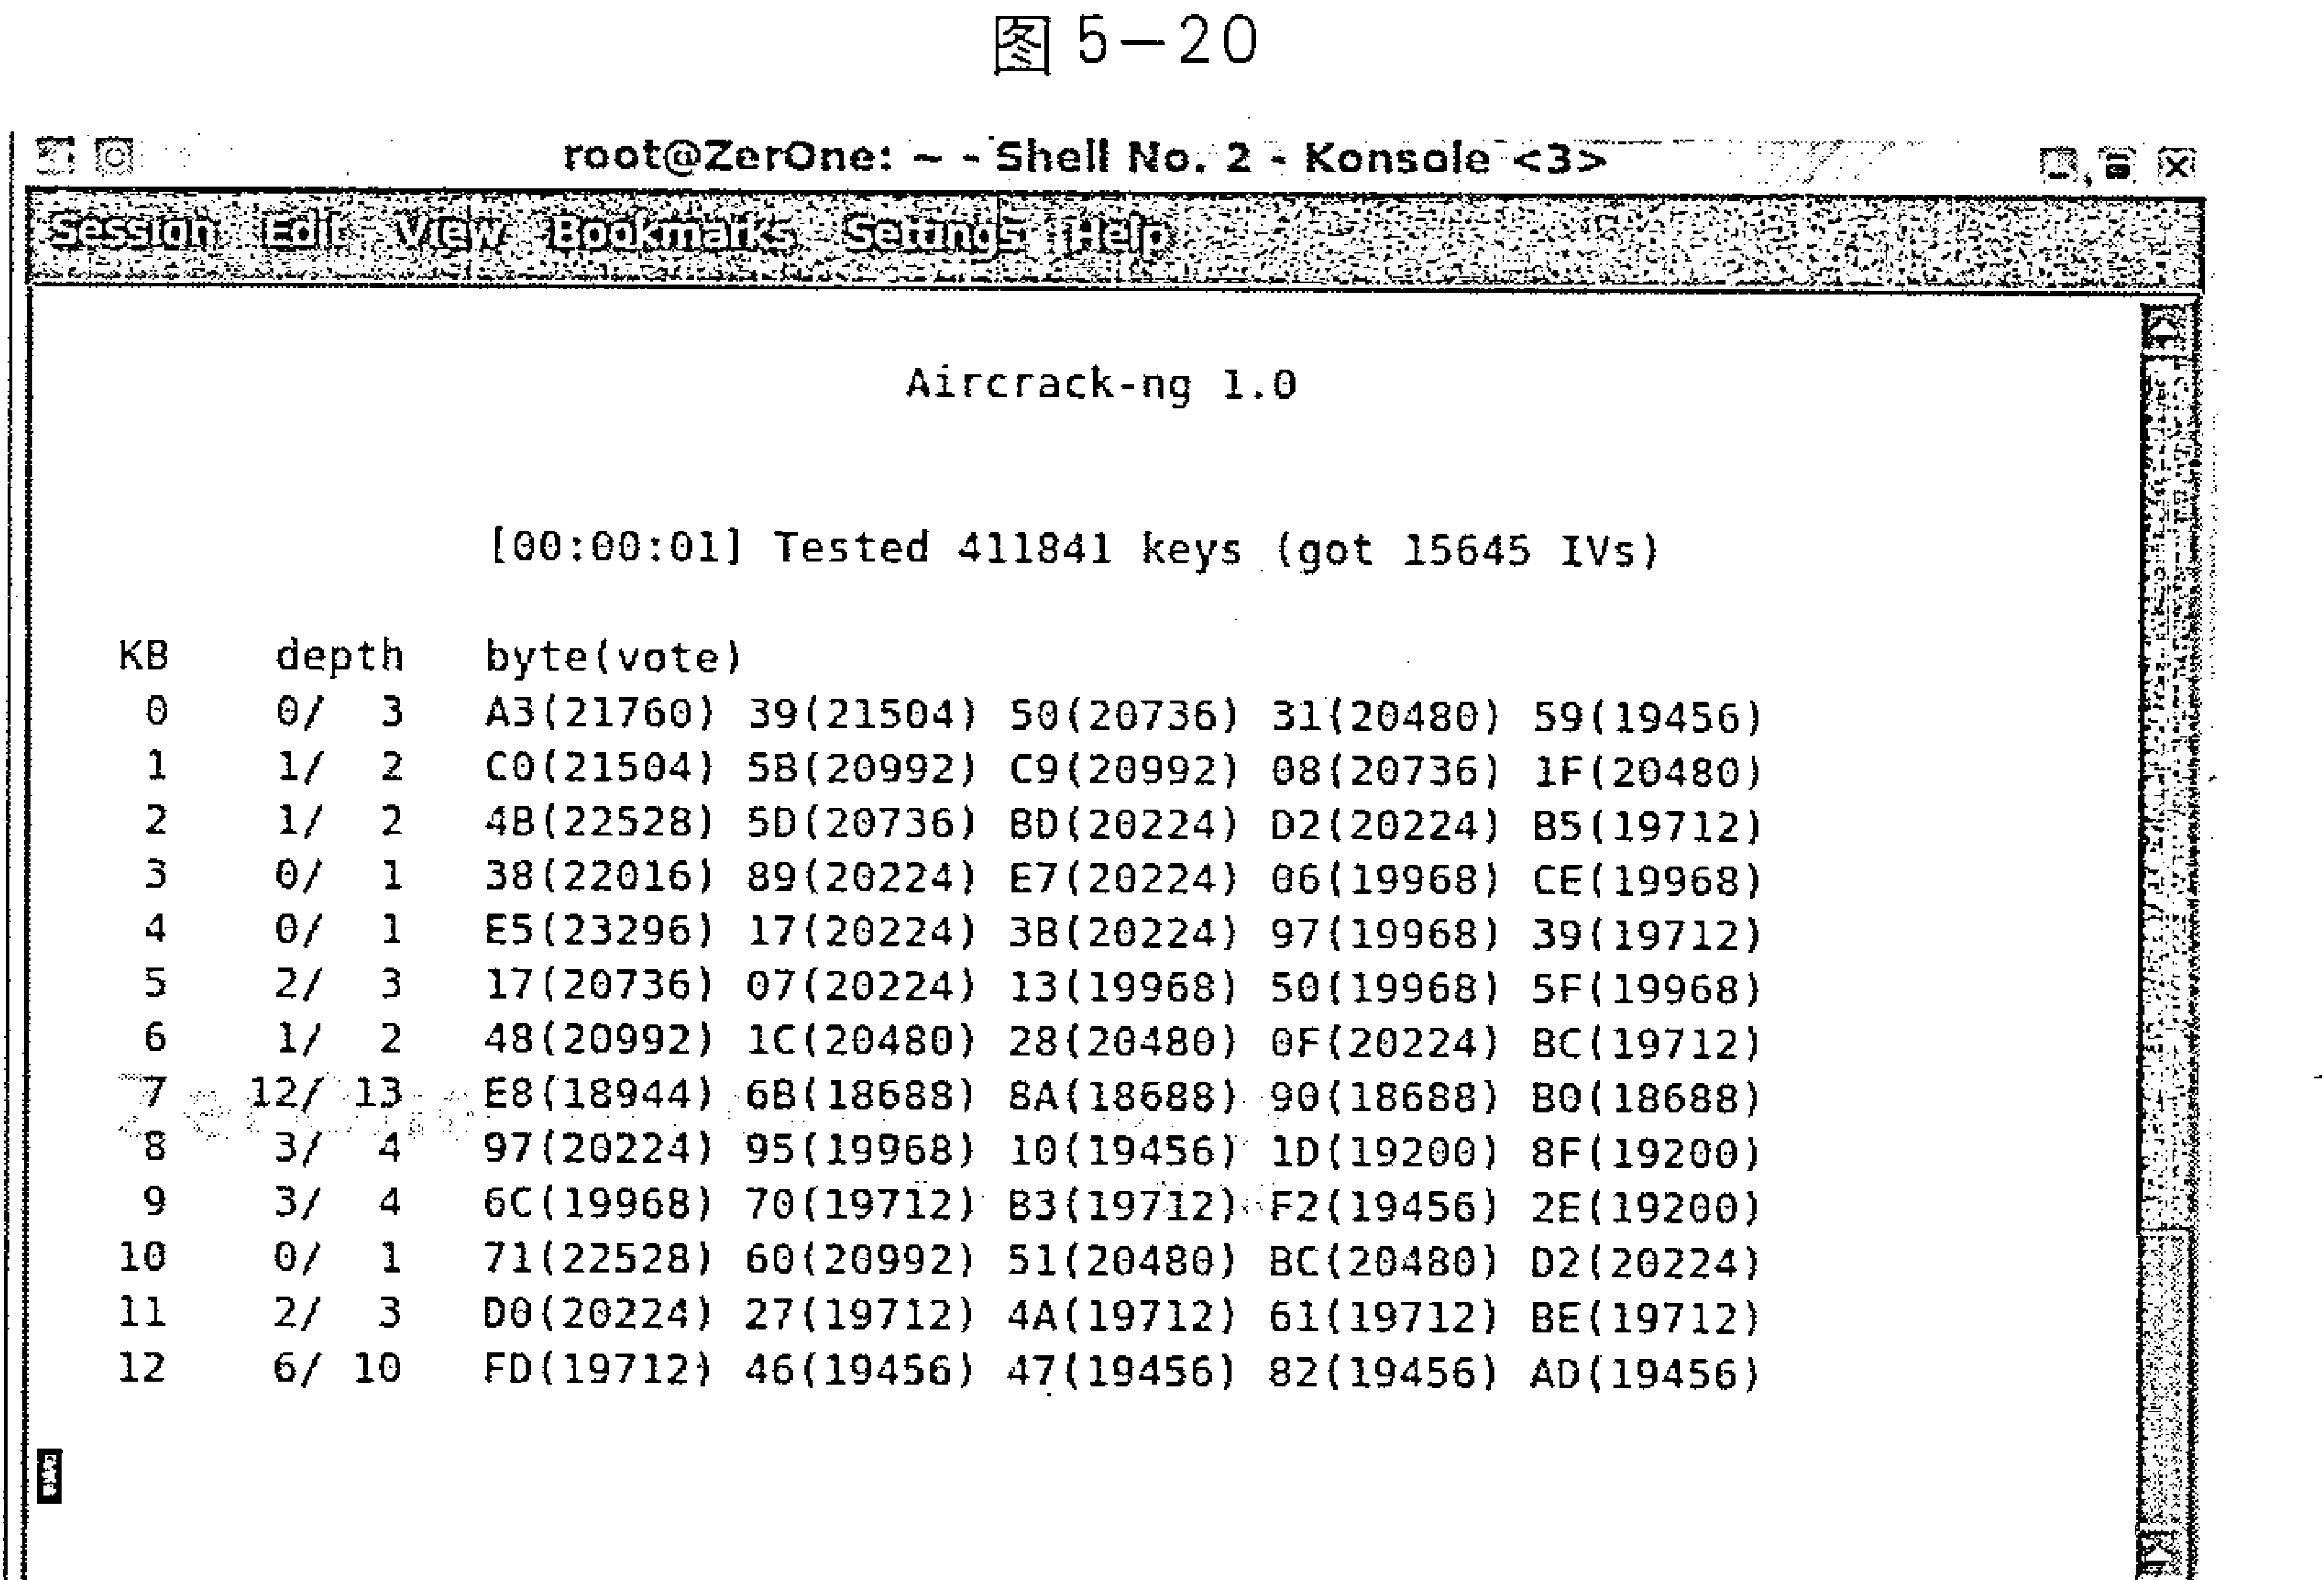 图 5-20
root@ZerOne: ~ - Shell No. 2 - Konsole <3>
Session Edit View Bookmarks Settings Help
Aircrack-ng 1.0
[00:00:01] Tested 411841 keys (got 15645 IVs)
KB depth byte(vote)
0 0/ 3 A3(21760) 39(21504) 50(20736) 31(20480) 59(19456)
1 1/ 2 C0(21504) 5B(20992) C9(20992) 08(20736) 1F(20480)
2 1/ 2 4B(22528) 5D(20736) BD(20224) D2(20224) B5(19712)
3 0/ 1 38(22016) 89(20224) E7(20224) 06(19968) CE(19968)
4 0/ 1 E5(23296) 17(20224) 3B(20224) 97(19968) 39(19712)
5 2/ 3 17(20736) 07(20224) 13(19968) 50(19968) 5F(19968)
6 1/ 2 48(20992) 1C(20480) 28(20480) 0F(20224) BC(19712)
7 12/ 13 E8(18944) 6B(18688) 8A(18688) 90(18688) B0(18688)
8 3/ 4 97(20224) 95(19968) 10(19456) 1D(19200) 8F(19200)
9 3/ 4 6C(19968) 70(19712) B3(19712) F2(19456) 2E(19200)
10 0/ 1 71(22528) 60(20992) 51(20480) BC(20480) D2(20224)
11 2/ 3 D0(20224) 27(19712) 4A(19712) 61(19712) BE(19712)
12 6/ 10 FD(19712) 46(19456) 47(19456) 82(19456) AD(19456)